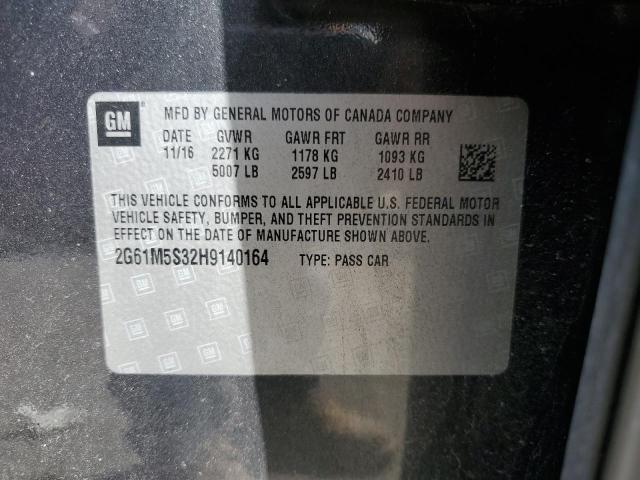 GM ® MFD BY GENERAL MOTORS OF CANADA COMPANY
DATE GVWR GAWR FRT GAWR RR
11/16 2271 KG 1178 KG 1093 KG
5007 LB 2597 LB 2410 LB
THIS VEHICLE CONFORMS TO ALL APPLICABLE U.S. FEDERAL MOTOR
VEHICLE SAFETY, BUMPER, AND THEFT PREVENTION STANDARDS IN
EFFECT ON THE DATE OF MANUFACTURE SHOWN ABOVE.
2G61M5S32H9140164 TYPE: PASS CAR